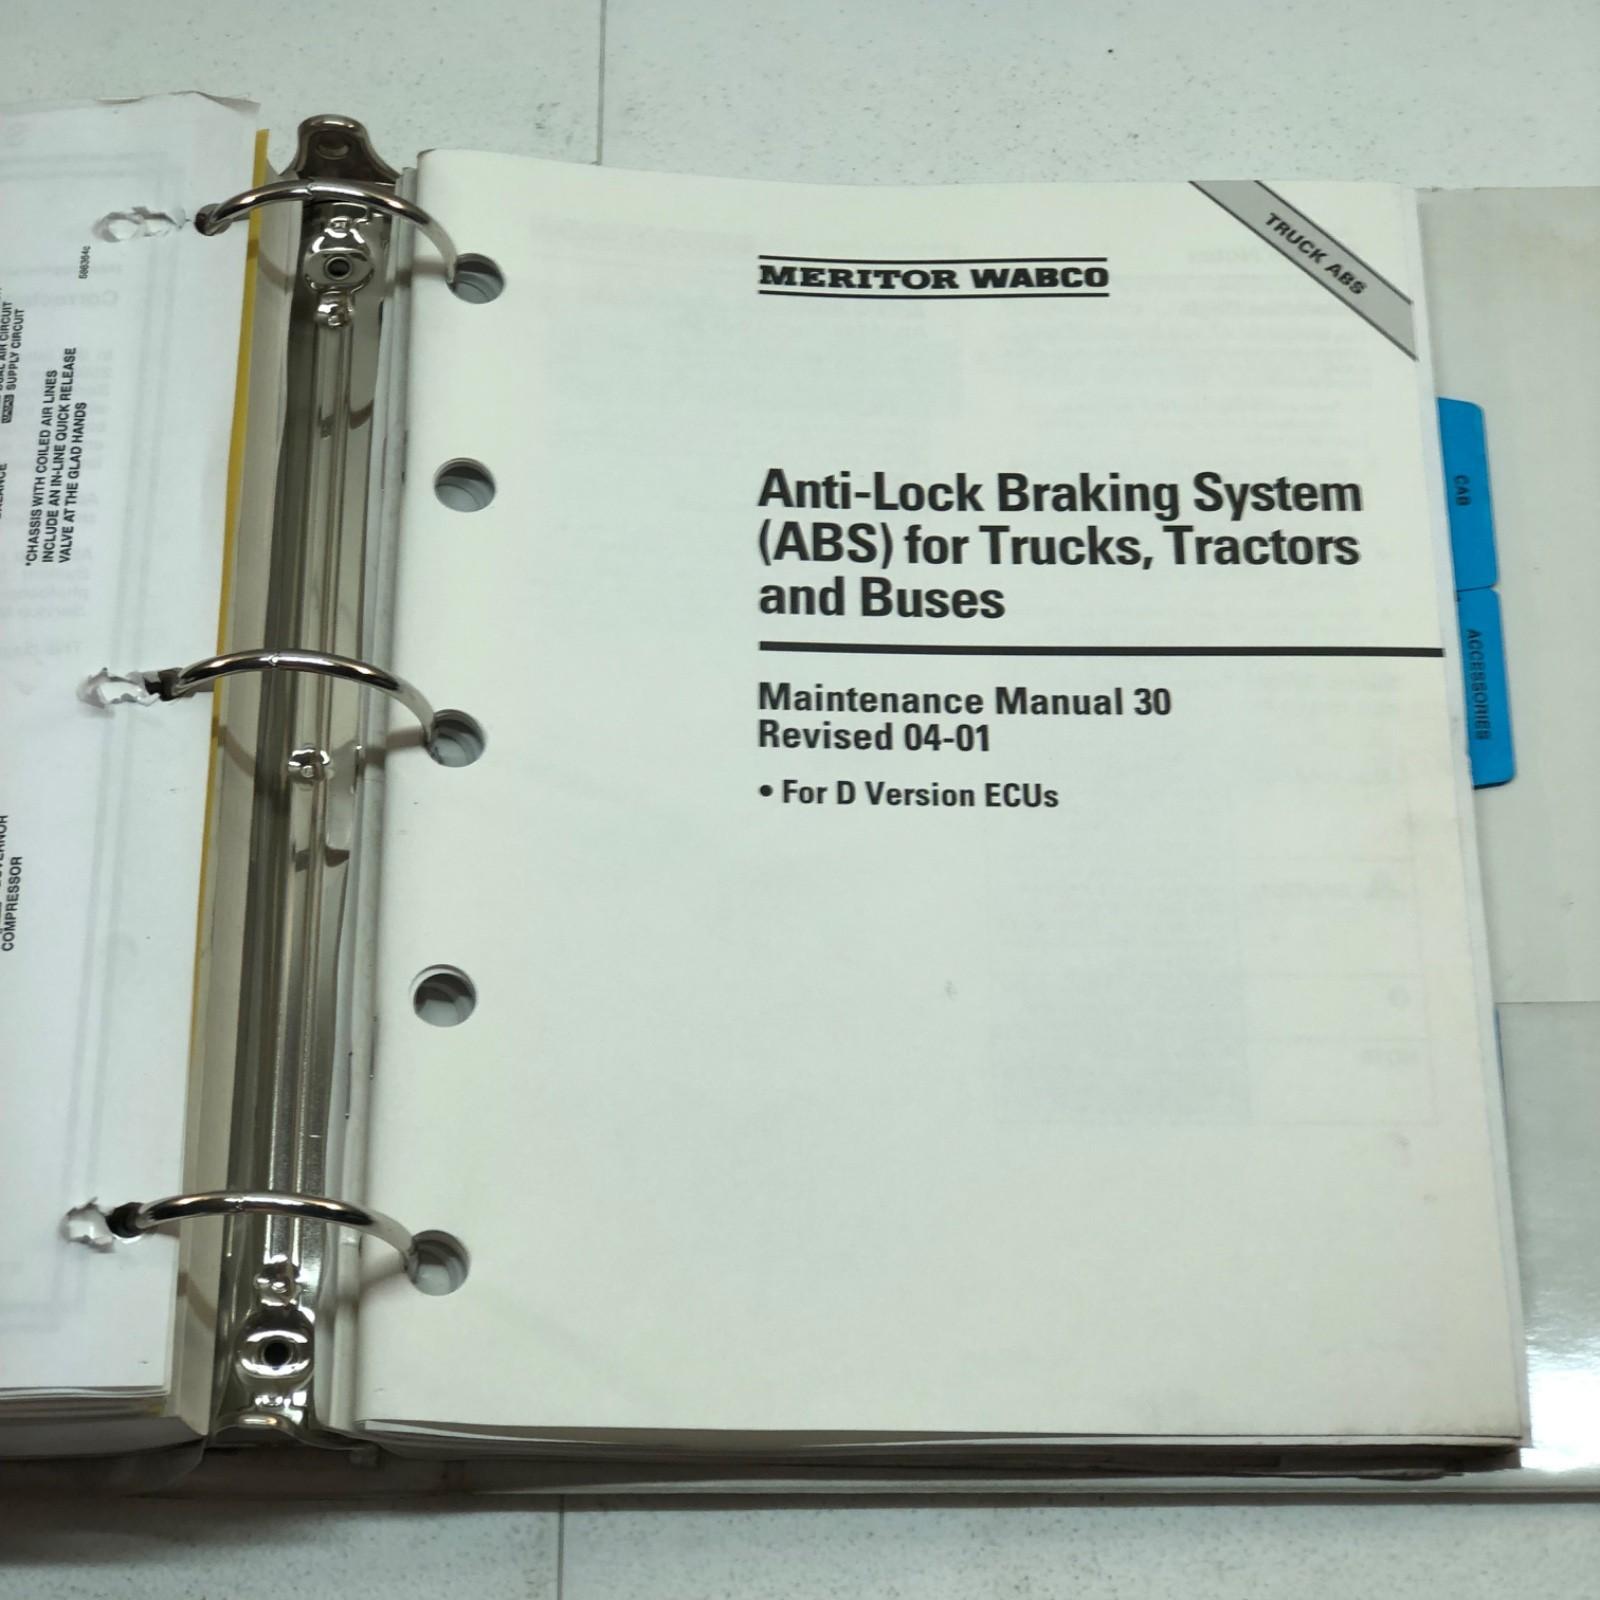 586364c
SUPPLY CIRCUIT
*CHASSIS WITH COILED AIR LINES
INCLUDE AN IN-LINE QUICK RELEASE
VALVE AT THE GLAD HANDS
COMPRESSOR
TRUCK ABS
MERITOR WABCO
Anti-Lock Braking System
(ABS) for Trucks, Tractors
and Buses
Maintenance Manual 30
Revised 04-01
• For D Version ECUs
CAB
ACCESSORIES